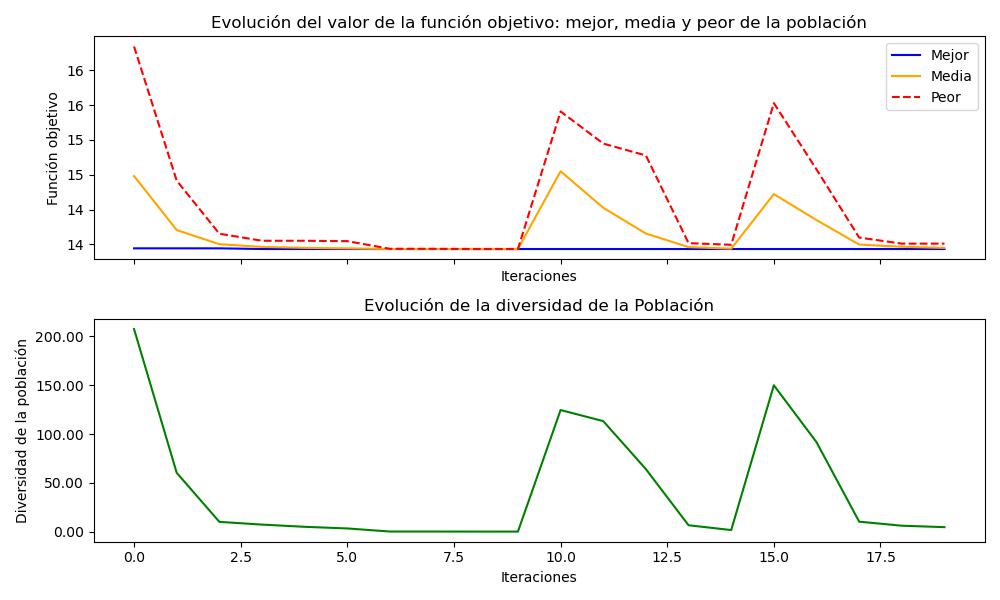 Evolución del valor de la función objetivo: mejor, media y peor de la población
Mejor
Media
Peor
Función objetivo
16
16
15
15
14
14
Iteraciones
Evolución de la diversidad de la Población
Diversidad de la población
200.00
150.00
100.00
50.00
0.00
0.0 2.5 5.0 7.5 10.0 12.5 15.0 17.5
Iteraciones